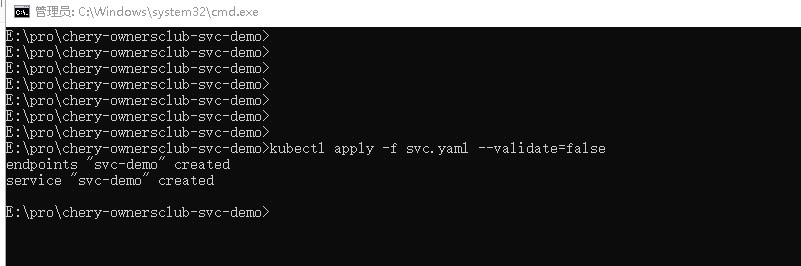 管理员: C:\Windows\system32\cmd.exe
E:\pro\chery-ownersclub-svc-demo>
E:\pro\chery-ownersclub-svc-demo>
E:\pro\chery-ownersclub-svc-demo>
E:\pro\chery-ownersclub-svc-demo>
E:\pro\chery-ownersclub-svc-demo>
E:\pro\chery-ownersclub-svc-demo>
E:\pro\chery-ownersclub-svc-demo>
E:\pro\chery-ownersclub-svc-demo>kubectl apply -f svc.yaml --validate=false
endpoints "svc-demo" created
service "svc-demo" created
E:\pro\chery-ownersclub-svc-demo>